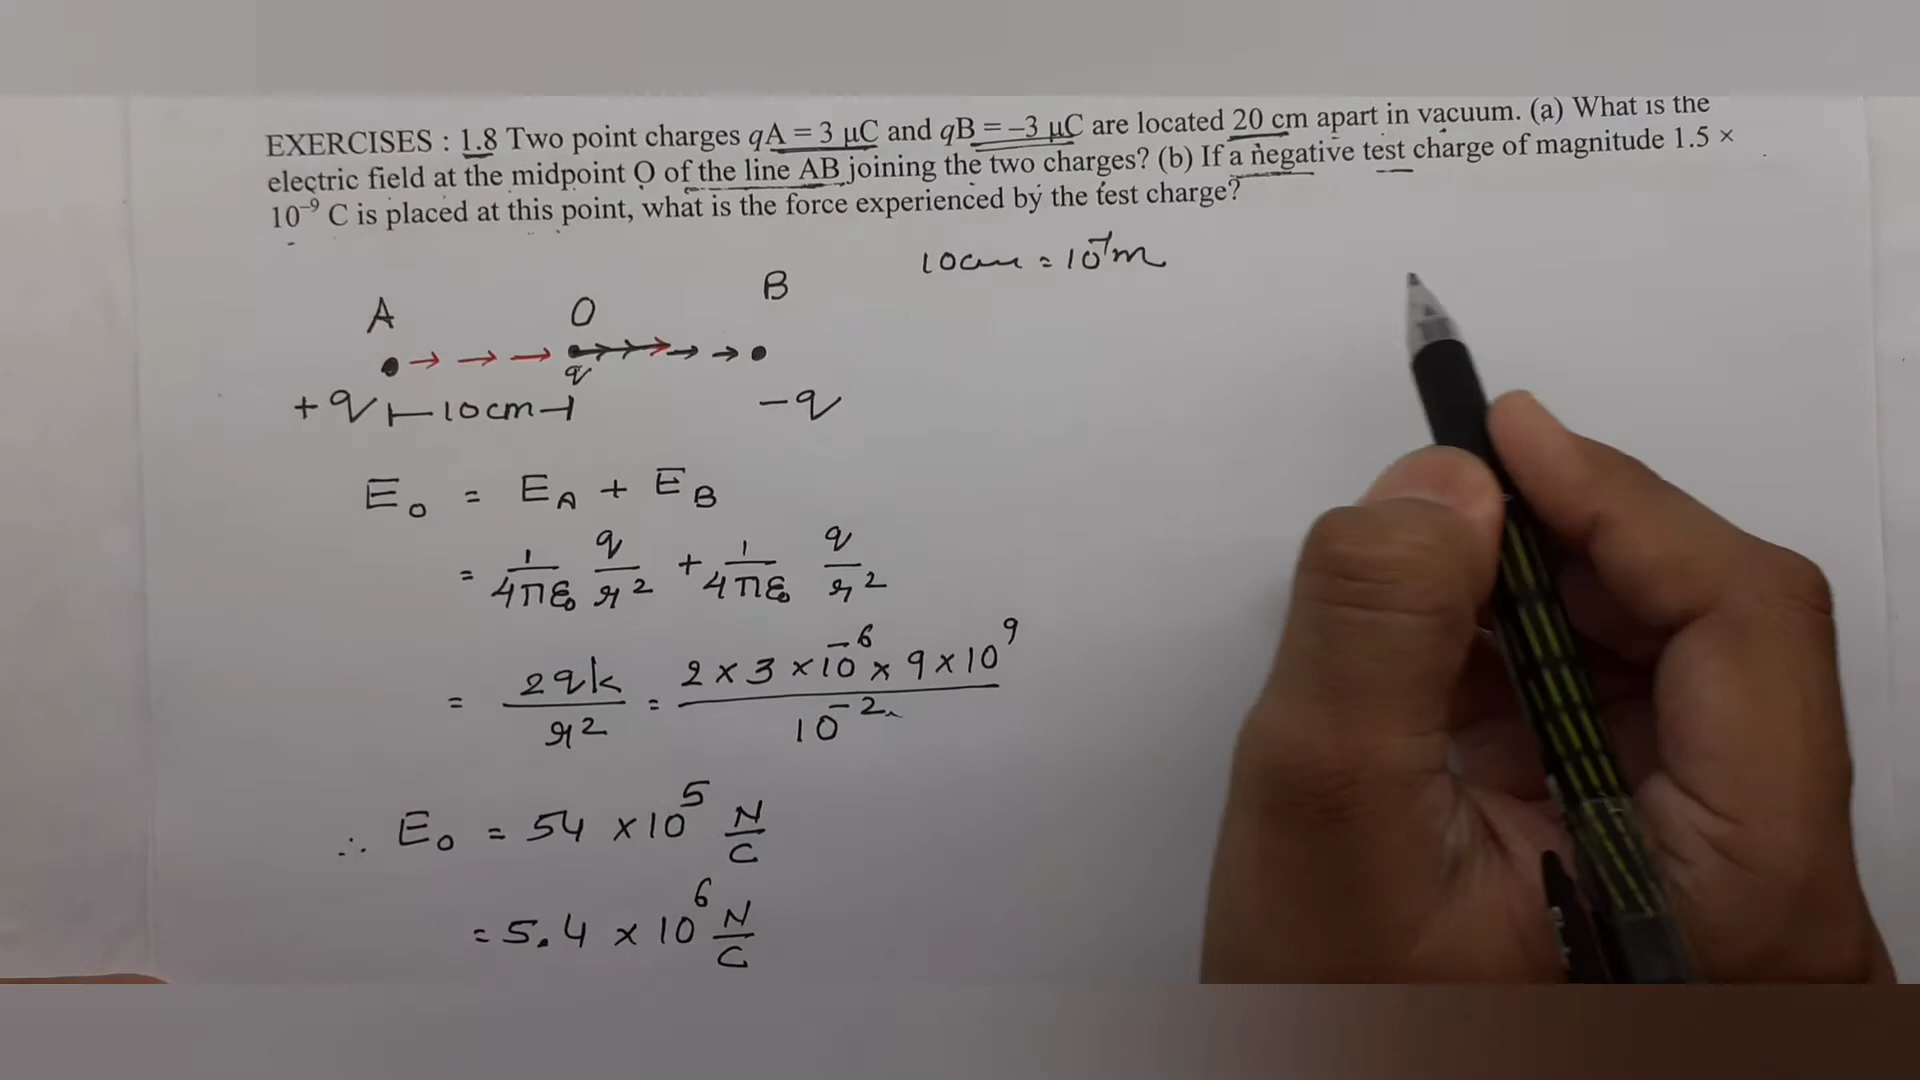 EXERCISES : 1.8 Two point charges qA = 3 μC and qB = –3 μC are located 20 cm apart in vacuum. (a) What is the
electric field at the midpoint O of the line AB joining the two charges? (b) If a negative test charge of magnitude 1.5 ×
10⁻⁹ C is placed at this point, what is the force experienced by the test charge?
10cm = 10⁻¹m
A O B
q
+q 10cm -q
E₀ = E_A + E_B
= 1/4πε₀ q/r² + 1/4πε₀ q/r²
= 2qk/r² = 2 × 3 × 10⁻⁶ × 9 × 10⁹/10⁻²
∴ E₀ = 54 × 10⁵ N/C
= 5.4 × 10⁶ N/C